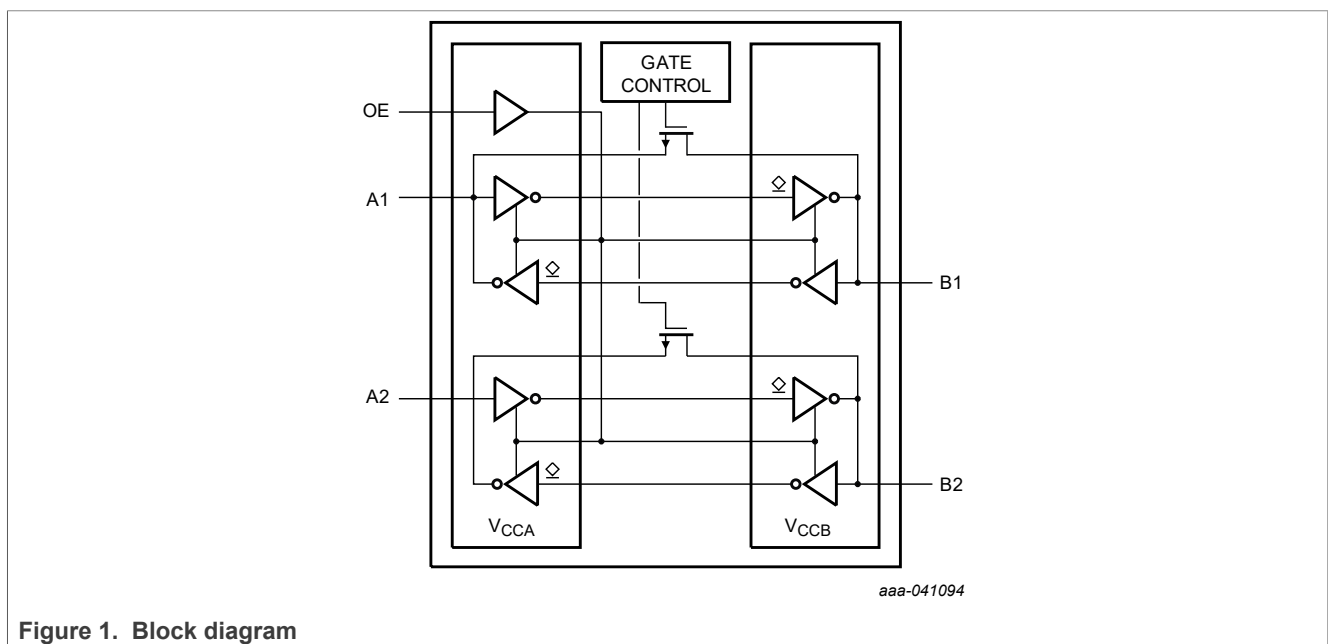 GATE
CONTROL
OE
A1
B1
A2
B2
VCCA
VCCB
aaa-041094
Figure 1. Block diagram